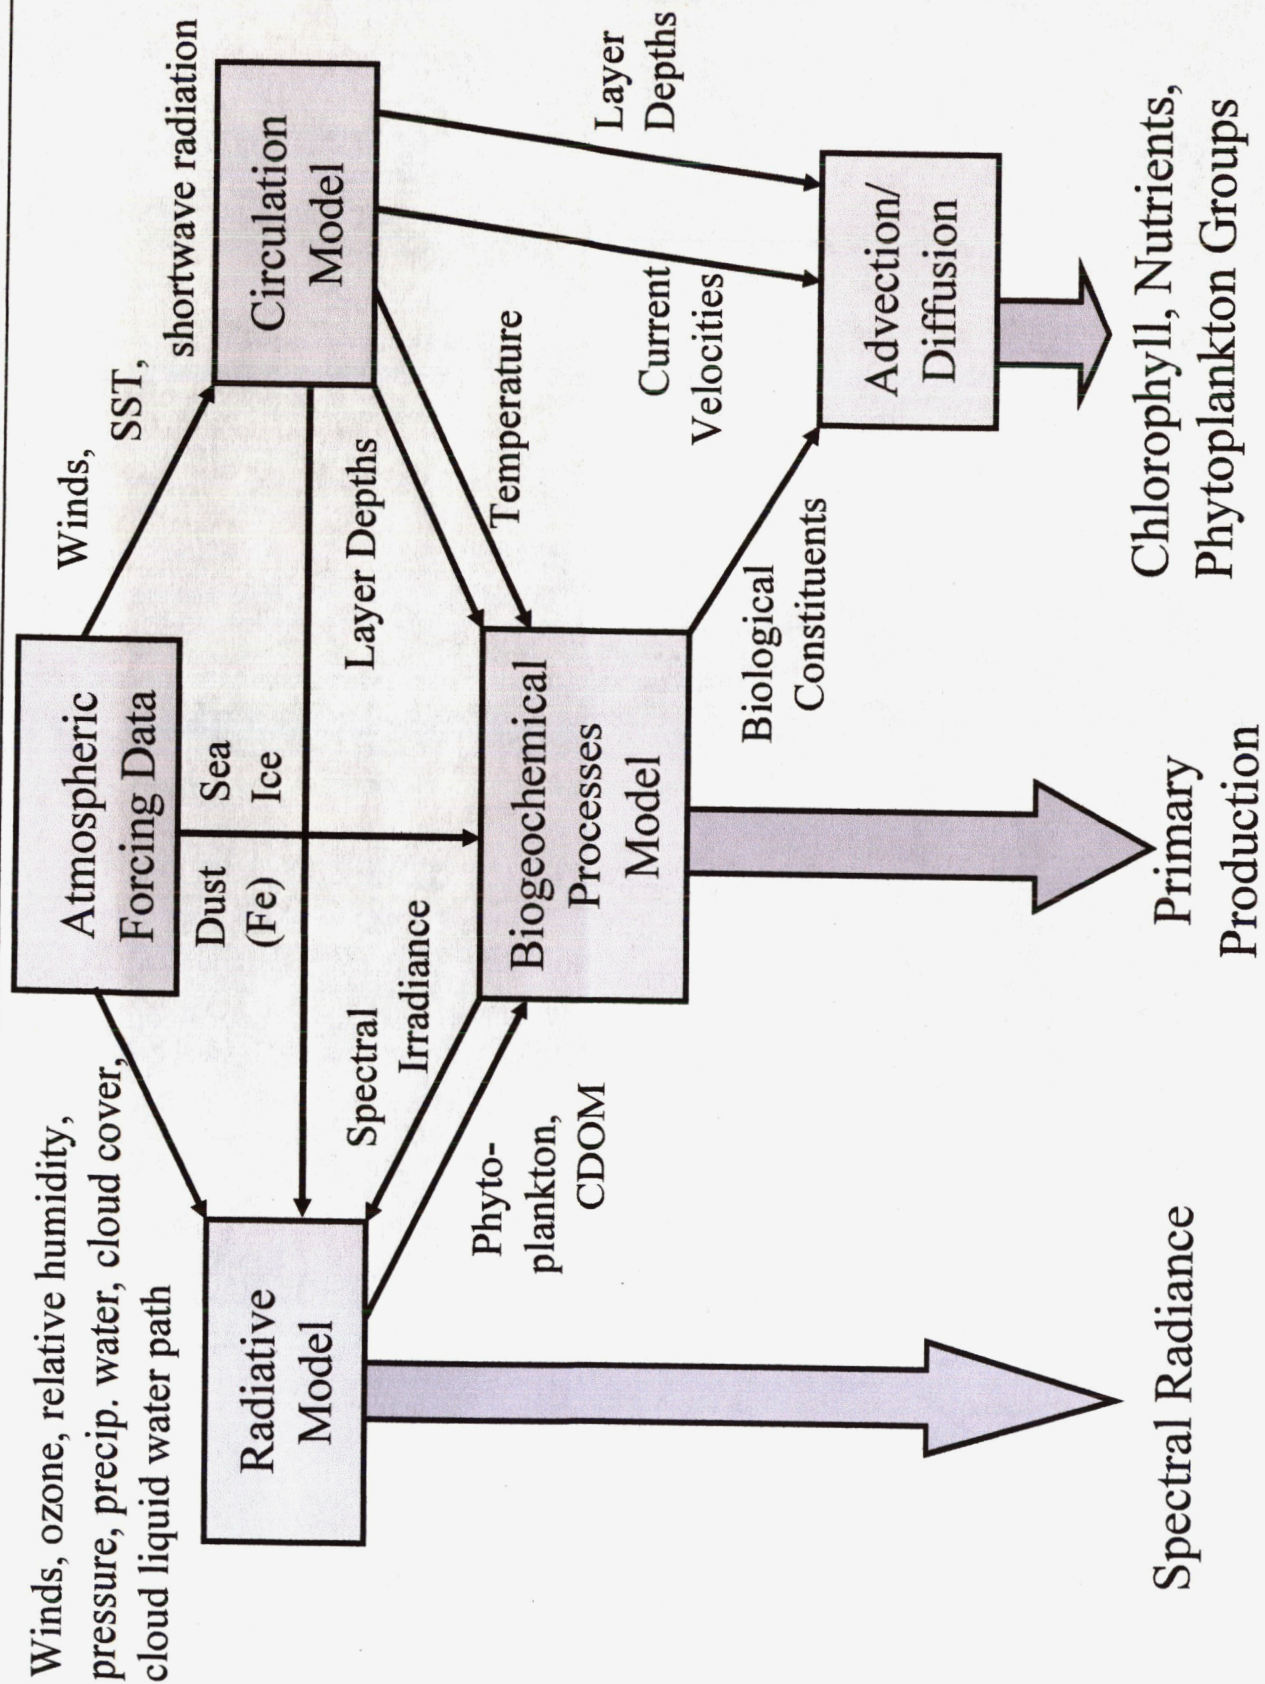 Winds, ozone, relative humidity,
pressure, precip. water, cloud cover,
cloud liquid water path
Atmospheric
Forcing Data
Winds,
SST,
shortwave radiation
Radiative
Model
Dust
(Fe)
Sea
Ice
Circulation
Model
Layer Depths
Spectral
Irradiance
Temperature
Phyto-
plankton,
CDOM
Biogeochemical
Processes
Model
Current
Velocities
Layer
Depths
Biological
Constituents
Advection/
Diffusion
Spectral Radiance
Primary
Production
Chlorophyll, Nutrients,
Phytoplankton Groups